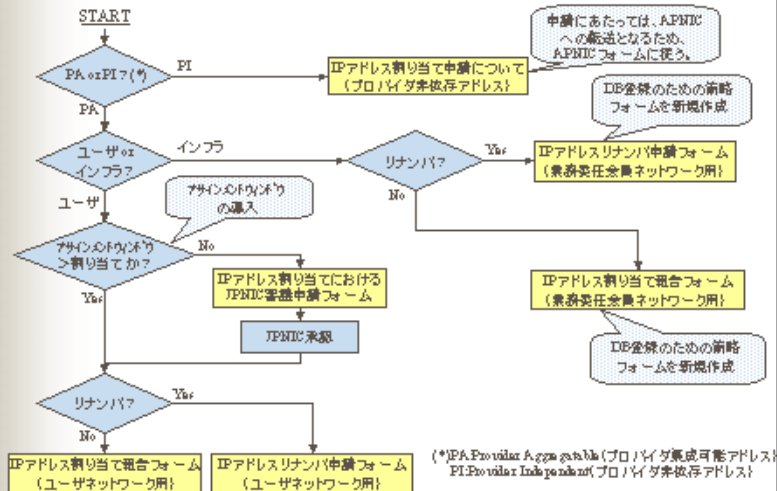 START
申請にあたっては、APNIC
への転送となるため、
APNICフォームに従う。
PA orPI?(*)
PI
IPアドレス割り当て申請について
(プロバイダ非依存アドレス)
PA
DB登録のための簡略
フォームを新規作成
ユーザor
インフラ?
インフラ
リナンバ?
Yes
IPアドレスリナンバ申請フォーム
(業務委任会員ネットワーク用)
ユーザ
アサインメントウィンドウ
の導入
No
アサインメントウィンドウ
>割り当てか?
No
IPアドレス割り当てにおける
JPNIC審議申請フォーム
IPアドレス割り当て報告フォーム
(業務委任会員ネットワーク用)
Yes
JPNIC承認
DB登録のための簡略
フォームを新規作成
リナンバ?
Yes
No
IPアドレス割り当て報告フォーム
(ユーザネットワーク用)
IPアドレスリナンバ申請フォーム
(ユーザネットワーク用)
(*)PA:Provider Aggregatable(プロバイダ集成可能アドレス)
PI:Provider Independent(プロバイダ非依存アドレス)